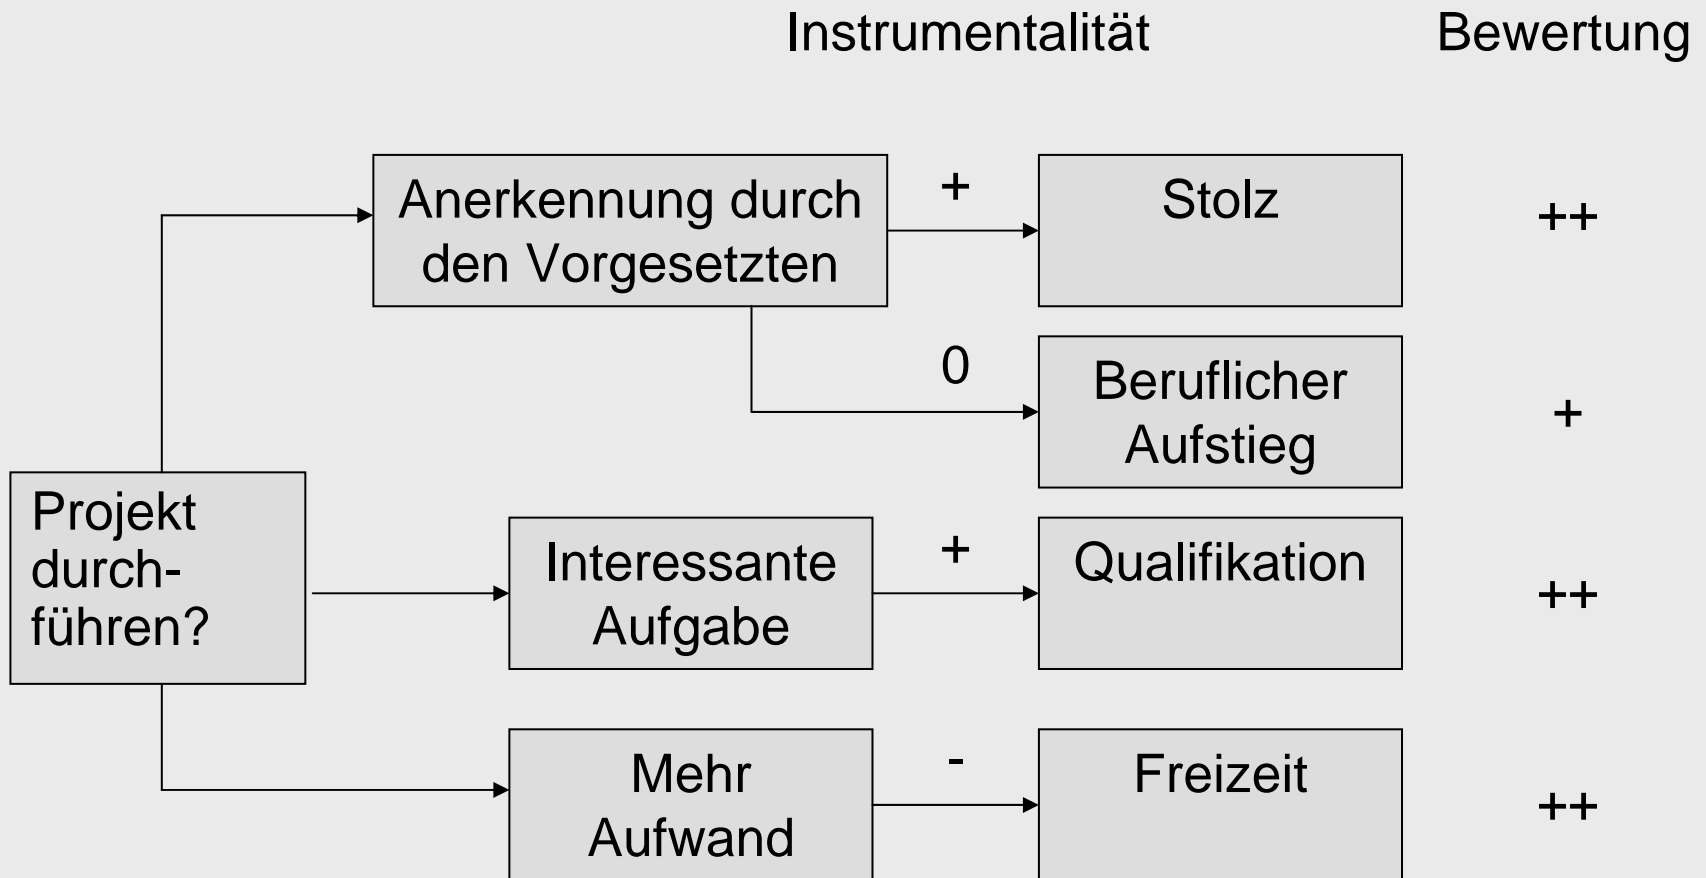 Instrumentalität
Bewertung
Anerkennung durch
den Vorgesetzten
+
Stolz
++
0
Beruflicher
Aufstieg
+
Projekt
durch-
führen?
Interessante
Aufgabe
+
Qualifikation
++
Mehr
Aufwand
-
Freizeit
++